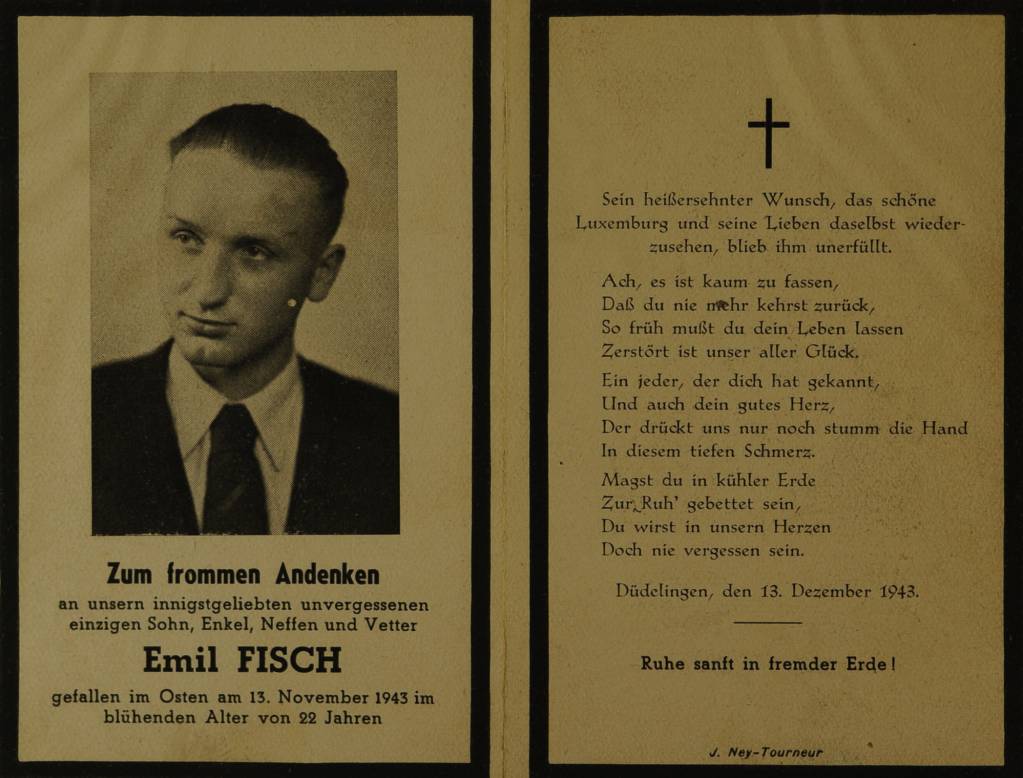 Zum frommen Andenken
an unsern innigstgeliebten unvergessenen
einzigen Sohn, Enkel, Neffen und Vetter
Emil FISCH
gefallen im Osten am 13. November 1943 im
blühenden Alter von 22 Jahren
Sein heißersehnter Wunsch, das schöne
Luxemburg und seine Lieben daselbst wieder-
zusehen, blieb ihm unerfüllt.
Ach, es ist kaum zu fassen,
Daß du nie mehr kehrst zurück,
So früh mußt du dein Leben lassen
Zerstört ist unser aller Glück.
Ein jeder, der dich hat gekannt,
Und auch dein gutes Herz,
Der drückt uns nur noch stumm die Hand
In diesem tiefen Schmerz.
Magst du in kühler Erde
Zur Ruh' gebettet sein,
Du wirst in unsern Herzen
Doch nie vergessen sein.
Düdelingen, den 13. Dezember 1943.
Ruhe sanft in fremder Erde!
J. Ney-Tourneur